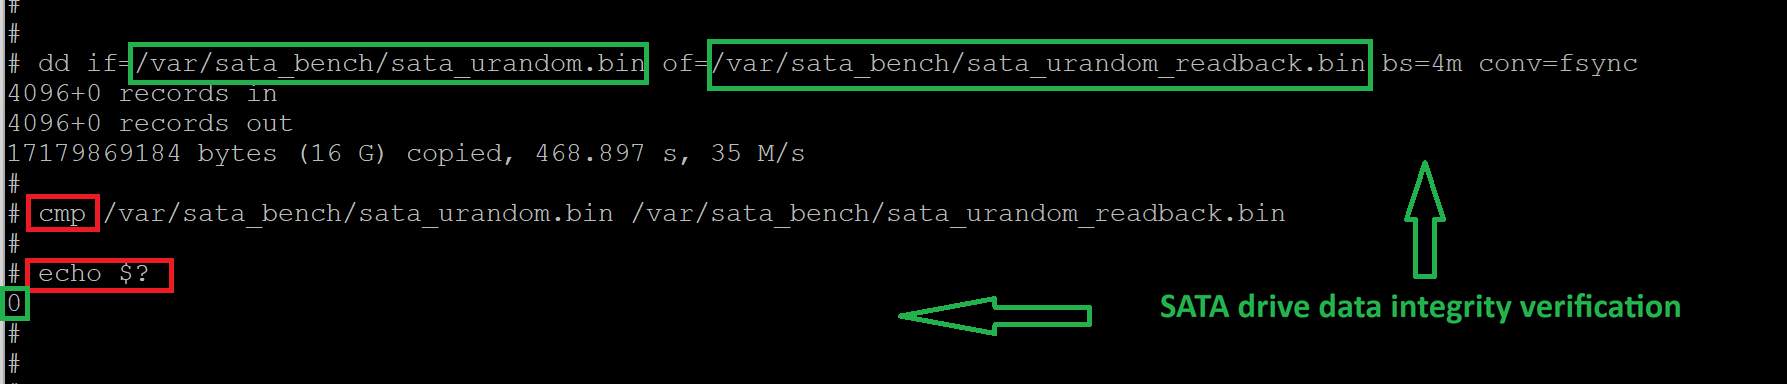 #
#
# dd if=/var/sata_bench/sata_urandom.bin of=/var/sata_bench/sata_urandom_readback.bin bs=4m conv=fsync
4096+0 records in
4096+0 records out
17179869184 bytes (16 G) copied, 468.897 s, 35 M/s
#
# cmp /var/sata_bench/sata_urandom.bin /var/sata_bench/sata_urandom_readback.bin
#
# echo $?
0
SATA drive data integrity verification
#
#